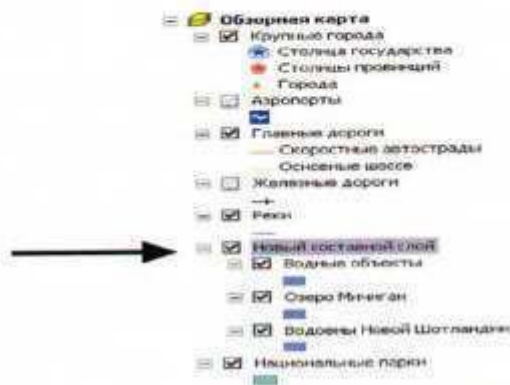 Обзорная карта
Крупные города
Столица государства
Столицы провинций
Города
Аэропорты
Главные дороги
Скоростные автострады
Основные шоссе
Железные дороги
Реки
Новый составной слой
Водные объекты
Озеро Мичиган
Водоемы Новой Шотландии
Национальные парки